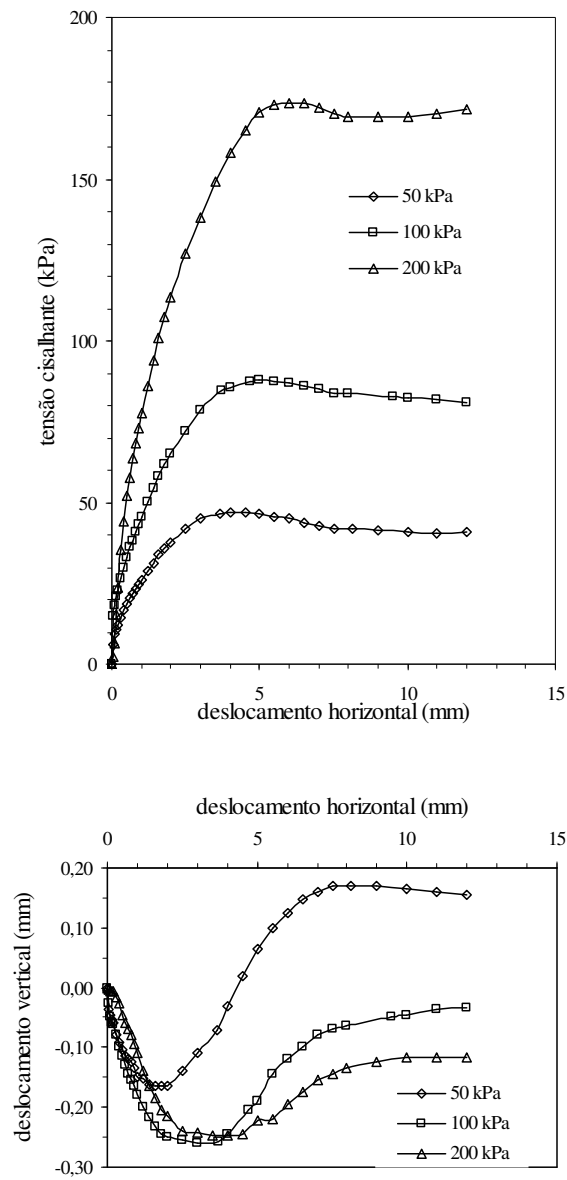 200
150
100
50
0
tensão cisalhante (kPa)
50 kPa
100 kPa
200 kPa
0 5 10 15
deslocamento horizontal (mm)
deslocamento horizontal (mm)
0 5 10 15
0,20
0,10
0,00
-0,10
-0,20
-0,30
deslocamento vertical (mm)
50 kPa
100 kPa
200 kPa